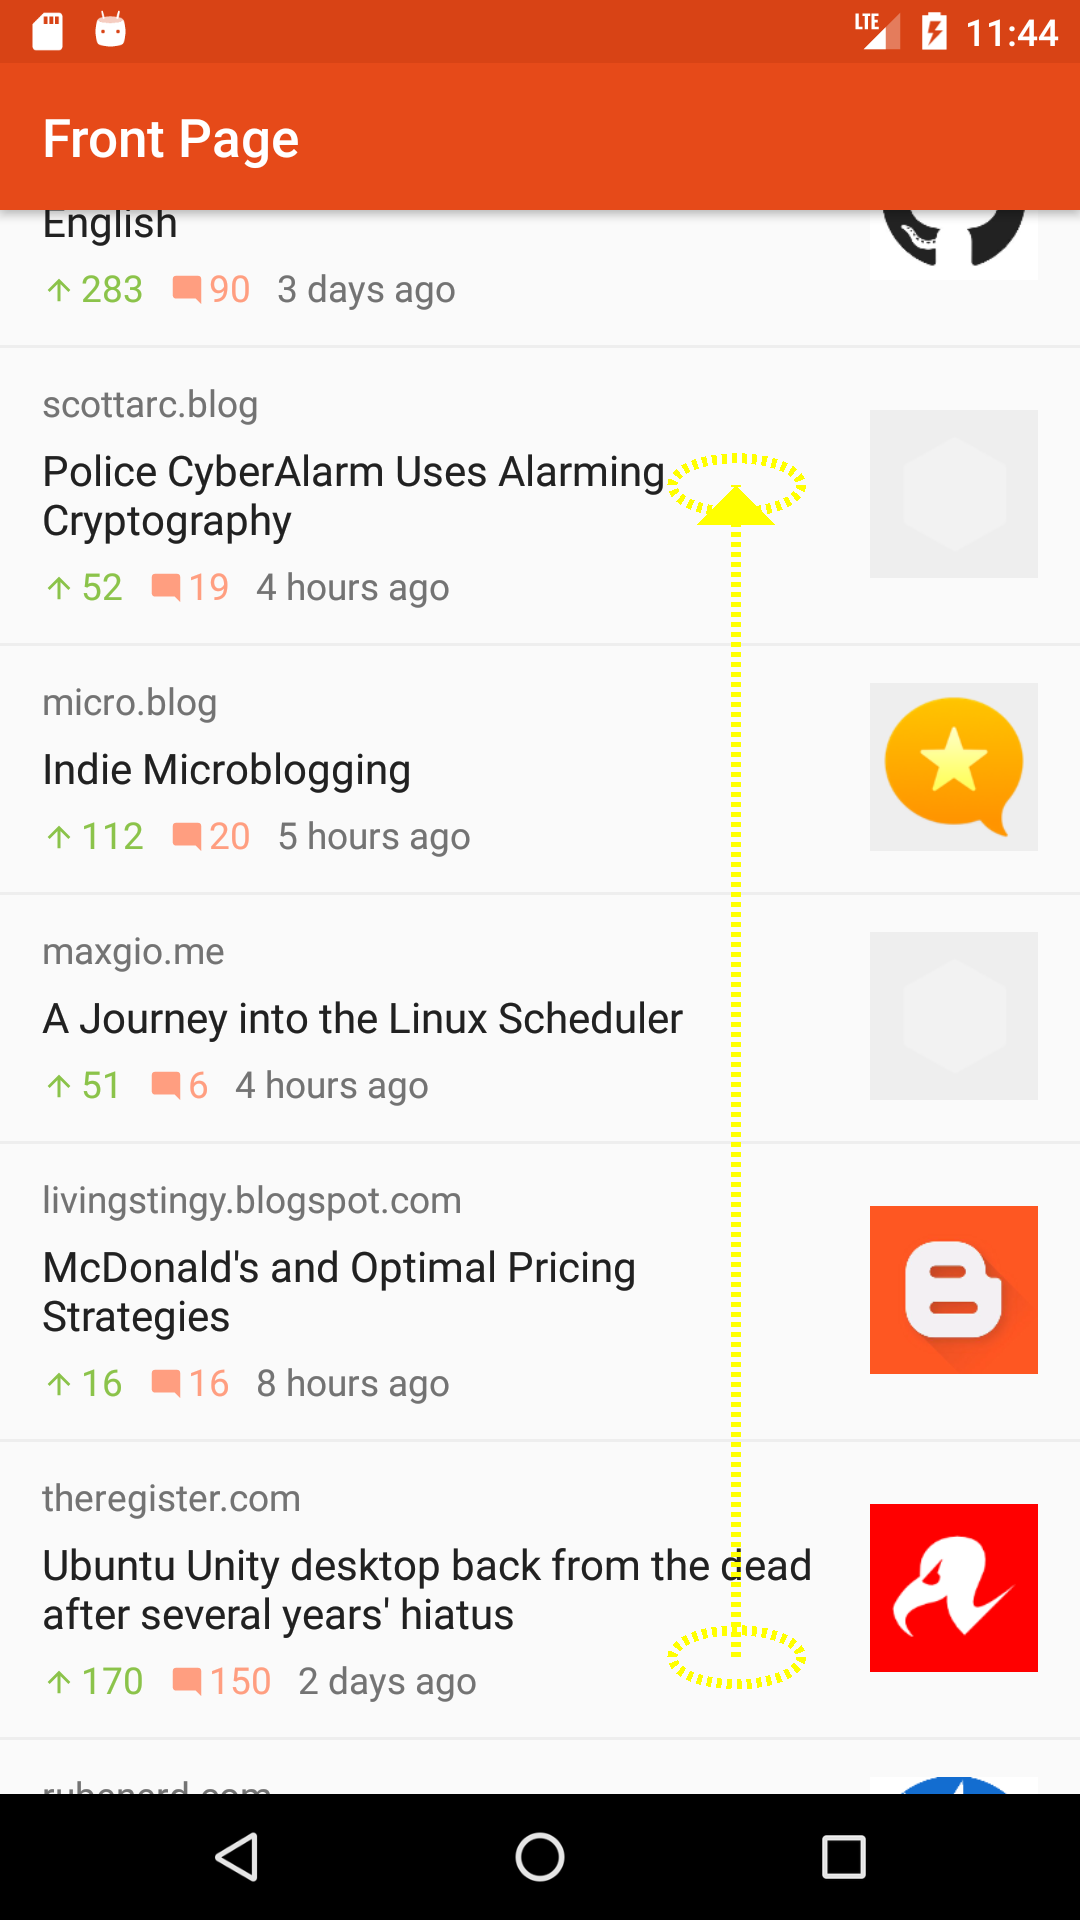 LTE 11:44
Front Page
English
283 90 3 days ago
scottarc.blog
Police CyberAlarm Uses Alarming
Cryptography
52 19 4 hours ago
micro.blog
Indie Microblogging
112 20 5 hours ago
maxgio.me
A Journey into the Linux Scheduler
51 6 4 hours ago
livingstingy.blogspot.com
McDonald's and Optimal Pricing
Strategies
16 16 8 hours ago
theregister.com
Ubuntu Unity desktop back from the dead
after several years' hiatus
170 150 2 days ago